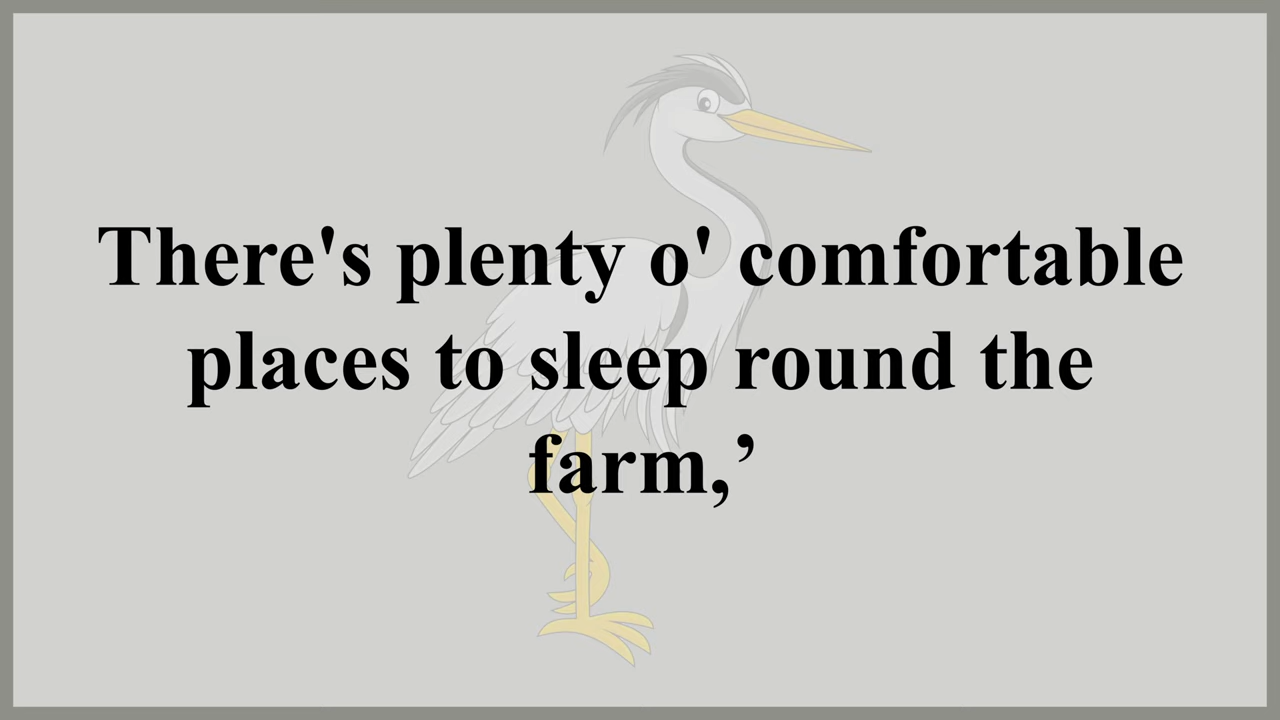 There's plenty o' comfortable
places to sleep round the
farm,’